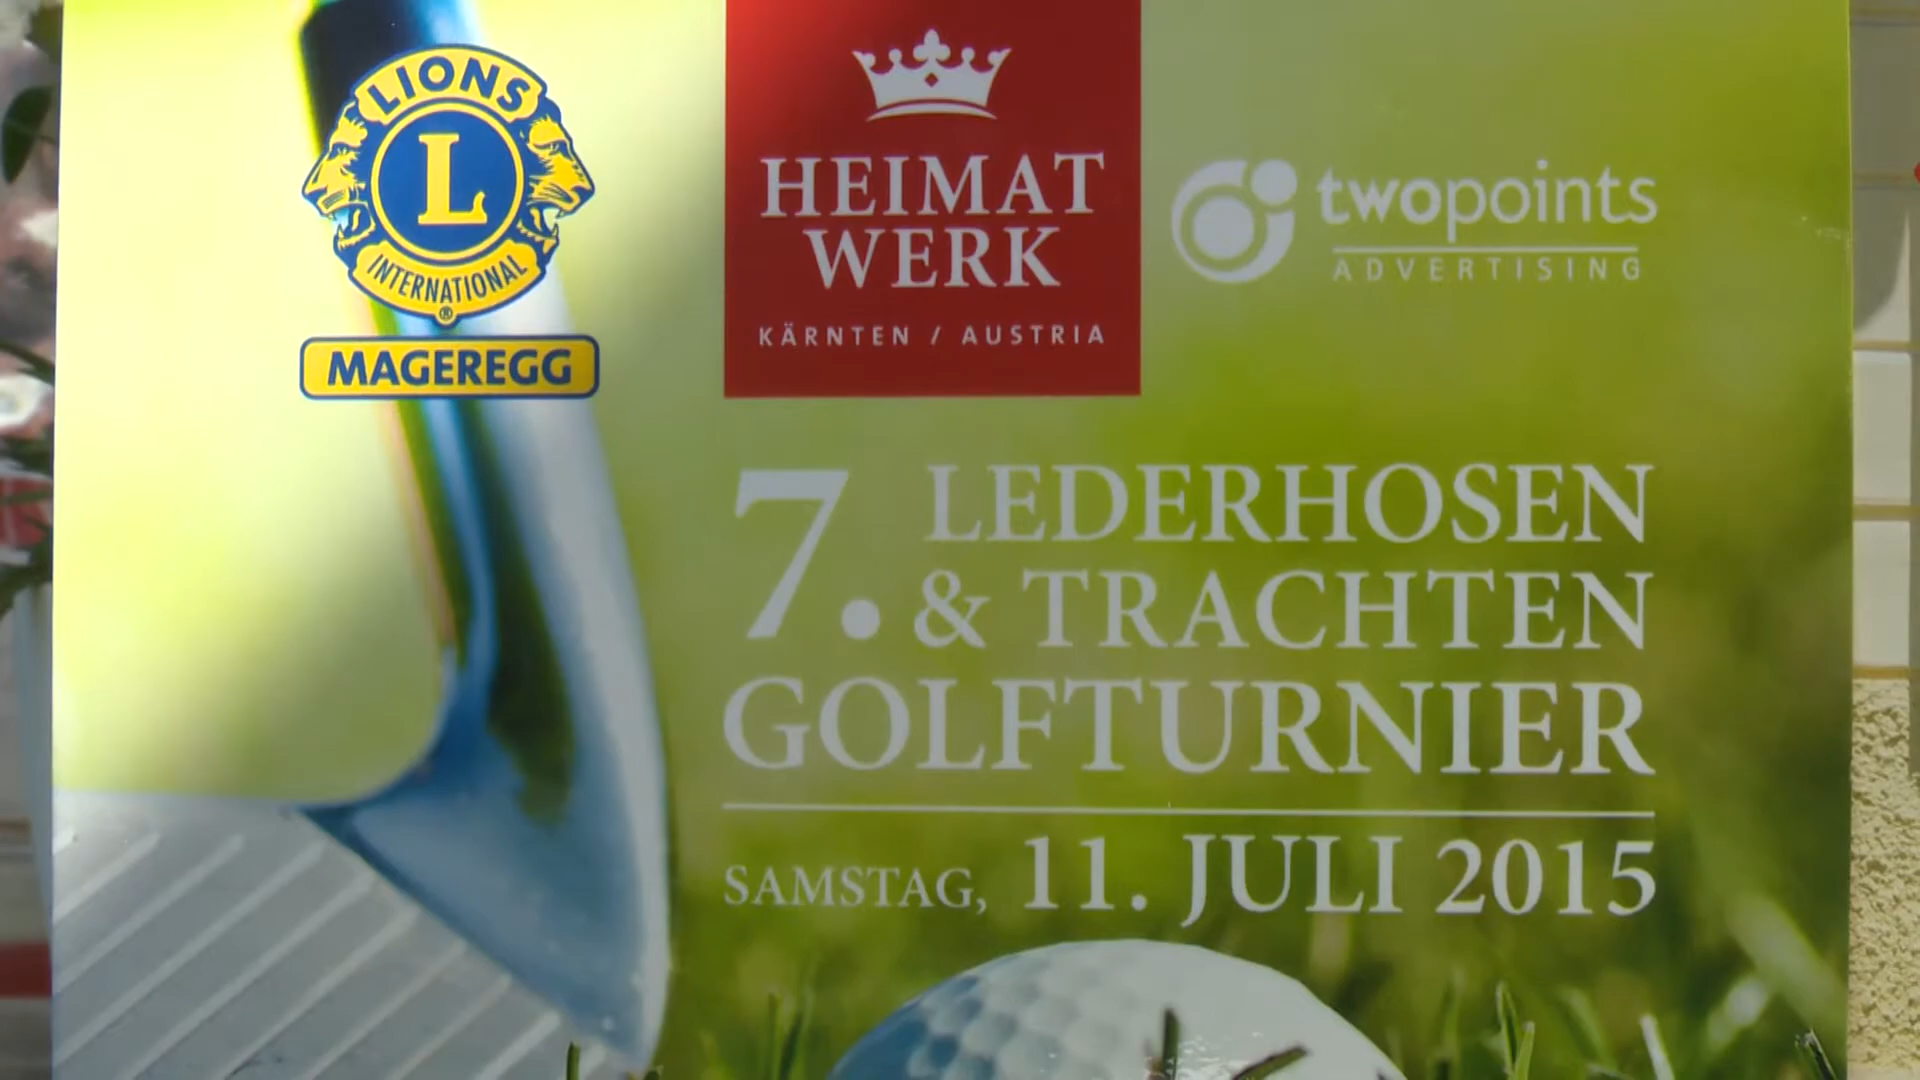 LIONS
L
INTERNATIONAL
®
MAGEREGG
HEIMAT
WERK
KÄRNTEN / AUSTRIA
twopoints
ADVERTISING
7. LEDERHOSEN
& TRACHTEN
GOLFTURNIER
SAMSTAG, 11. JULI 2015